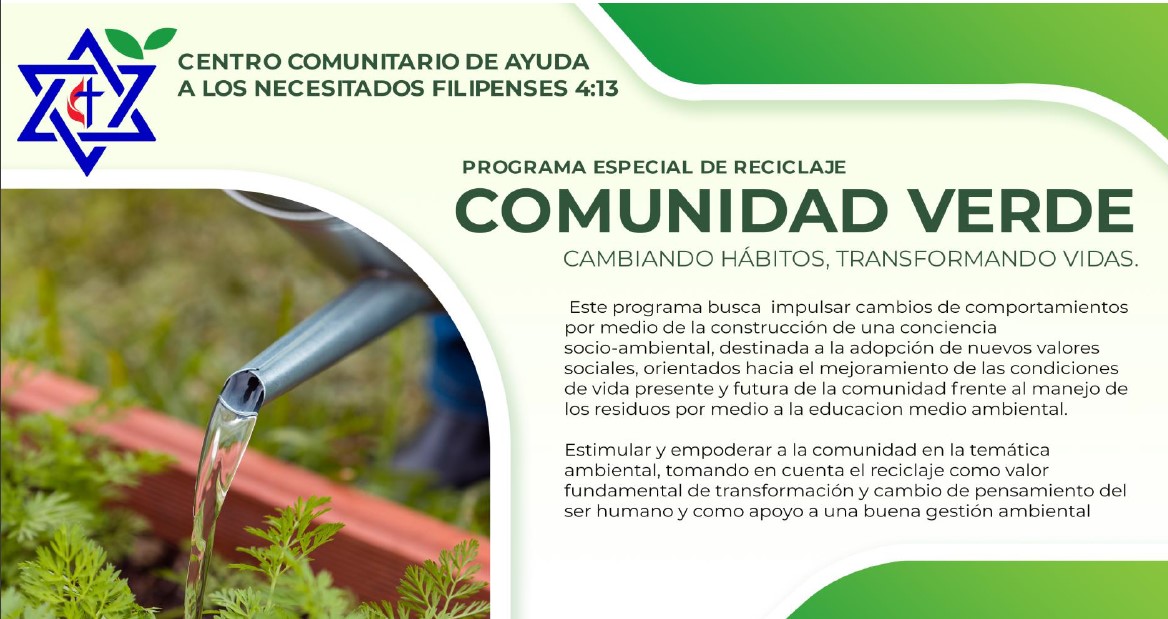 CENTRO COMUNITARIO DE AYUDA
A LOS NECESITADOS FILIPENSES 4:13
PROGRAMA ESPECIAL DE RECICLAJE
COMUNIDAD VERDE
CAMBIANDO HÁBITOS, TRANSFORMANDO VIDAS.
Este programa busca impulsar cambios de comportamientos
por medio de la construcción de una conciencia
socio-ambiental, destinada a la adopción de nuevos valores
sociales, orientados hacia el mejoramiento de las condiciones
de vida presente y futura de la comunidad frente al manejo de
los residuos por medio a la educacion medio ambiental.
Estimular y empoderar a la comunidad en la temática
ambiental, tomando en cuenta el reciclaje como valor
fundamental de transformación y cambio de pensamiento del
ser humano y como apoyo a una buena gestión ambiental